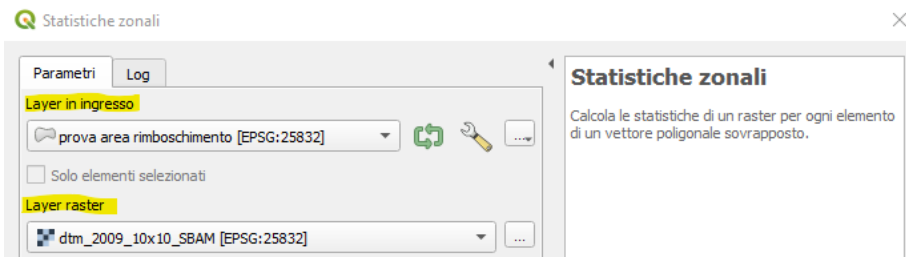 Statistiche zonali
Parametri
Log
Layer in ingresso
prova area rimboschimento [EPSG:25832]
...
Solo elementi selezionati
Layer raster
dtm_2009_10x10_SBAM [EPSG:25832]
...
Statistiche zonali
Calcola le statistiche di un raster per ogni elemento
di un vettore poligonale sovrapposto.